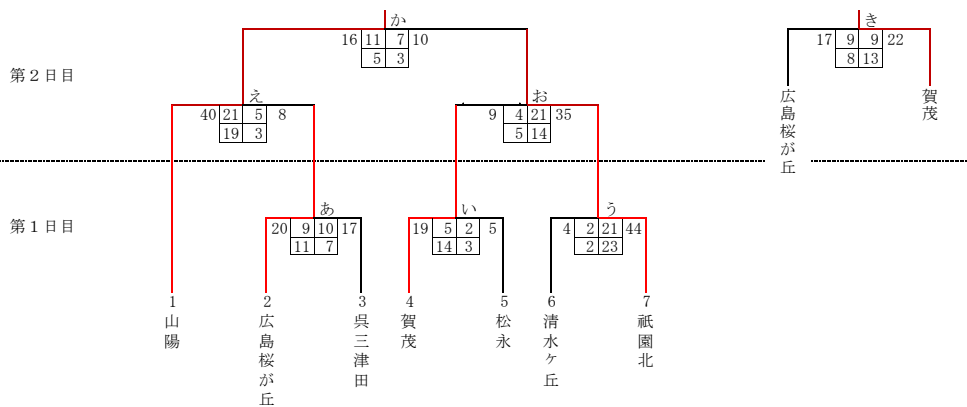 か
16 11 7 10
5 3
き
17 9 9 22
8 13
第2日目
え
40 21 5 8
19 3
お
9 4 21 35
5 14
広島桜が丘
賀茂
第1日目
あ
20 9 10 17
11 7
い
19 5 2 5
14 3
う
4 2 21 44
2 23
1 2 3 4 5 6 7
山陽
広島桜が丘
呉三津田
賀茂
松永
清水ケ丘
祇園北